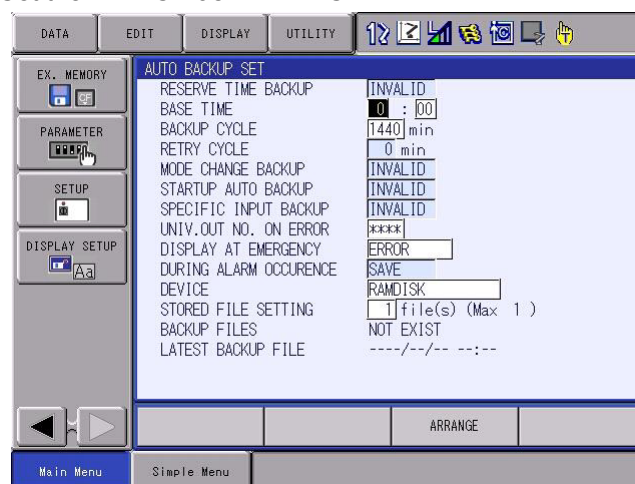 DATA EDIT DISPLAY UTILITY
EX. MEMORY
CF
PARAMETER
SETUP
DISPLAY SETUP
Aa
AUTO BACKUP SET
RESERVE TIME BACKUP INVALID
BASE TIME 0 : 00
BACKUP CYCLE 1440 min
RETRY CYCLE 0 min
MODE CHANGE BACKUP INVALID
STARTUP AUTO BACKUP INVALID
SPECIFIC INPUT BACKUP INVALID
UNIV.OUT NO. ON ERROR ****
DISPLAY AT EMERGENCY ERROR
DURING ALARM OCCURENCE SAVE
DEVICE RAMDISK
STORED FILE SETTING 1 file(s) (Max 1 )
BACKUP FILES NOT EXIST
LATEST BACKUP FILE ----/--/-- --:--
ARRANGE
Main Menu Simple Menu